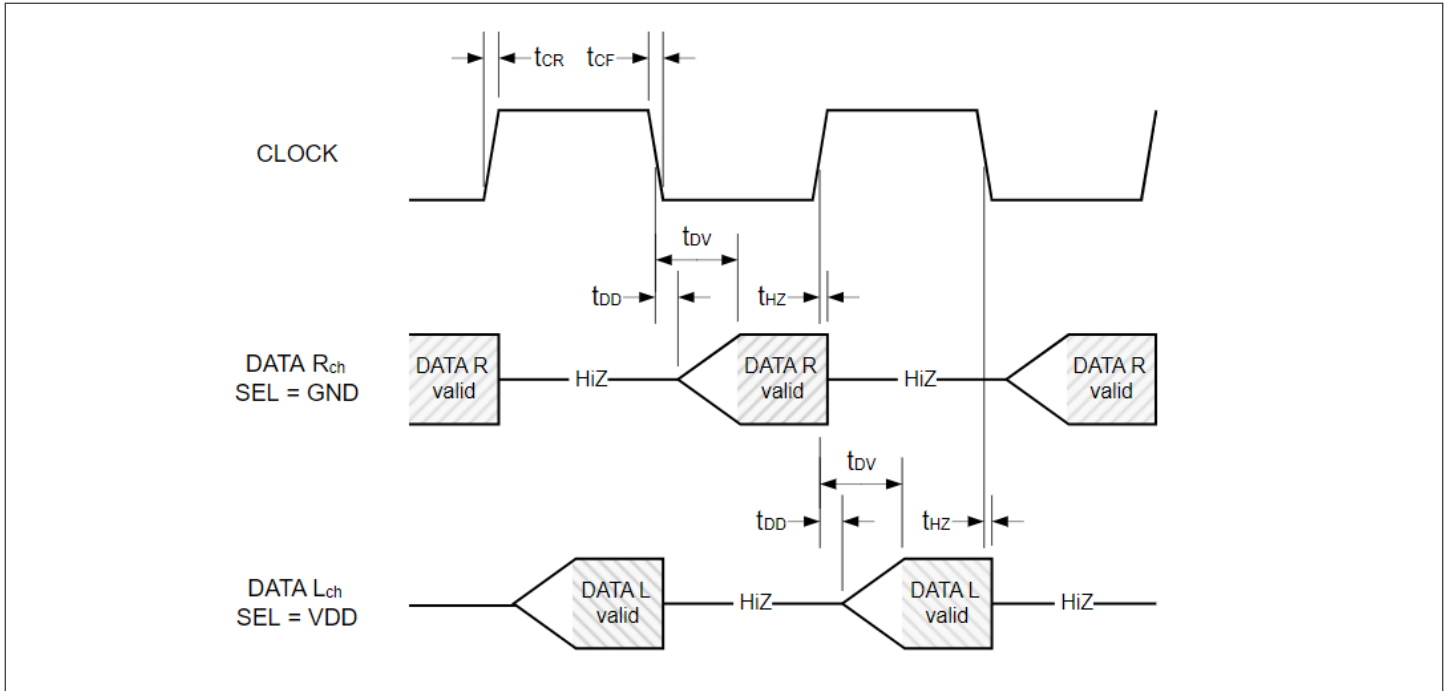 tCR tCF
CLOCK
tDV
tDD tHZ
DATA Rch
SEL = GND
DATA R
valid
HiZ
DATA R
valid
HiZ
DATA R
valid
tDV
tDD tHZ
DATA Lch
SEL = VDD
DATA L
valid
HiZ
DATA L
valid
HiZ